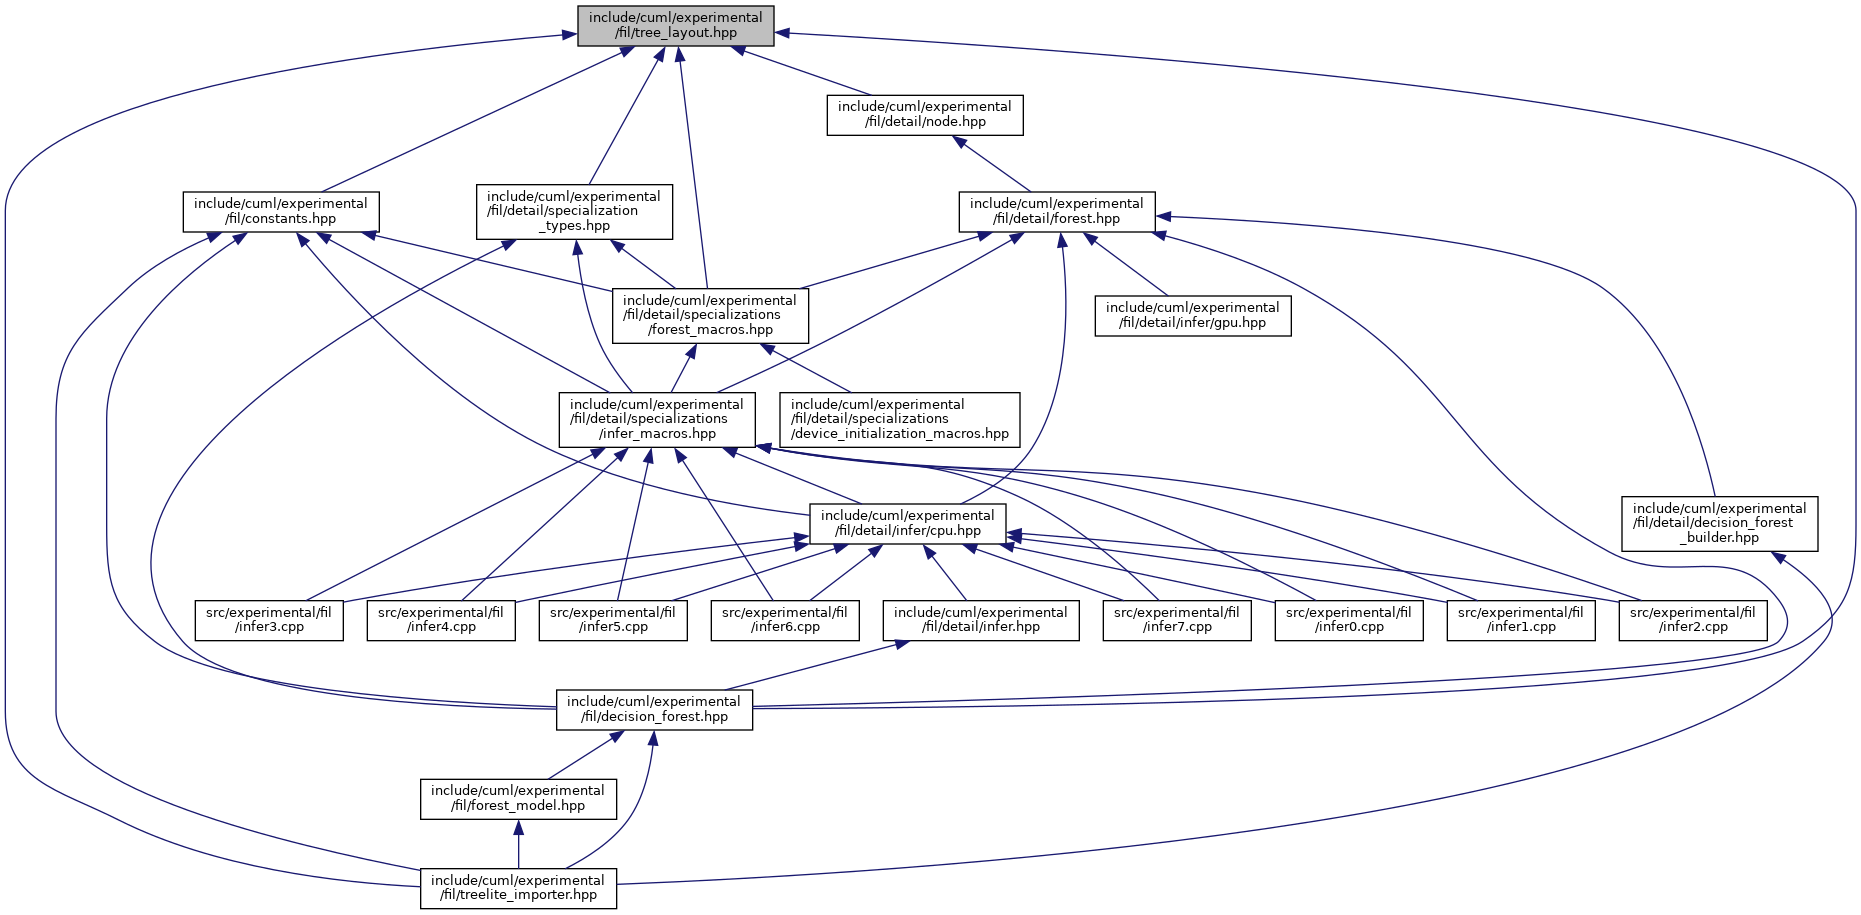 include/cuml/experimental
/fil/tree_layout.hpp
include/cuml/experimental
/fil/detail/node.hpp
include/cuml/experimental
/fil/constants.hpp
include/cuml/experimental
/fil/detail/specialization
_types.hpp
include/cuml/experimental
/fil/detail/forest.hpp
include/cuml/experimental
/fil/detail/specializations
/forest_macros.hpp
include/cuml/experimental
/fil/detail/infer/gpu.hpp
include/cuml/experimental
/fil/detail/specializations
/infer_macros.hpp
include/cuml/experimental
/fil/detail/specializations
/device_initialization_macros.hpp
include/cuml/experimental
/fil/detail/infer/cpu.hpp
include/cuml/experimental
/fil/detail/decision_forest
_builder.hpp
src/experimental/fil
/infer3.cpp
src/experimental/fil
/infer4.cpp
src/experimental/fil
/infer5.cpp
src/experimental/fil
/infer6.cpp
include/cuml/experimental
/fil/detail/infer.hpp
src/experimental/fil
/infer7.cpp
src/experimental/fil
/infer0.cpp
src/experimental/fil
/infer1.cpp
src/experimental/fil
/infer2.cpp
include/cuml/experimental
/fil/decision_forest.hpp
include/cuml/experimental
/fil/forest_model.hpp
include/cuml/experimental
/fil/treelite_importer.hpp